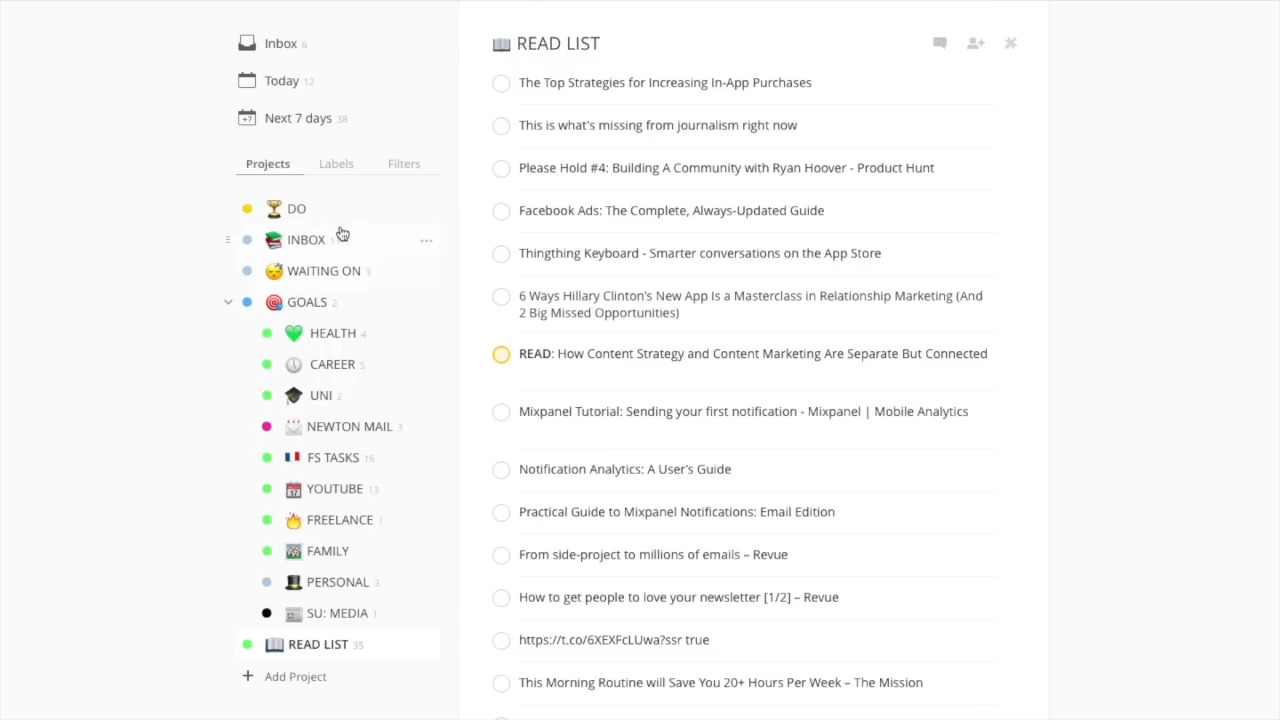 Inbox 6
Today 12
Next 7 days 38
Projects Labels Filters
DO
INBOX
WAITING ON 3
GOALS 2
HEALTH 4
CAREER 5
UNI 2
NEWTON MAIL 3
FS TASKS 16
YOUTUBE 13
FREELANCE 1
FAMILY
PERSONAL 3
SU: MEDIA 1
READ LIST 35
Add Project
READ LIST
The Top Strategies for Increasing In-App Purchases
This is what's missing from journalism right now
Please Hold #4: Building A Community with Ryan Hoover - Product Hunt
Facebook Ads: The Complete, Always-Updated Guide
Thingthing Keyboard - Smarter conversations on the App Store
6 Ways Hillary Clinton's New App Is a Masterclass in Relationship Marketing (And
2 Big Missed Opportunities)
READ: How Content Strategy and Content Marketing Are Separate But Connected
Mixpanel Tutorial: Sending your first notification - Mixpanel | Mobile Analytics
Notification Analytics: A User's Guide
Practical Guide to Mixpanel Notifications: Email Edition
From side-project to millions of emails – Revue
How to get people to love your newsletter [1/2] – Revue
https://t.co/6XEXFcLUwa?ssr true
This Morning Routine will Save You 20+ Hours Per Week – The Mission